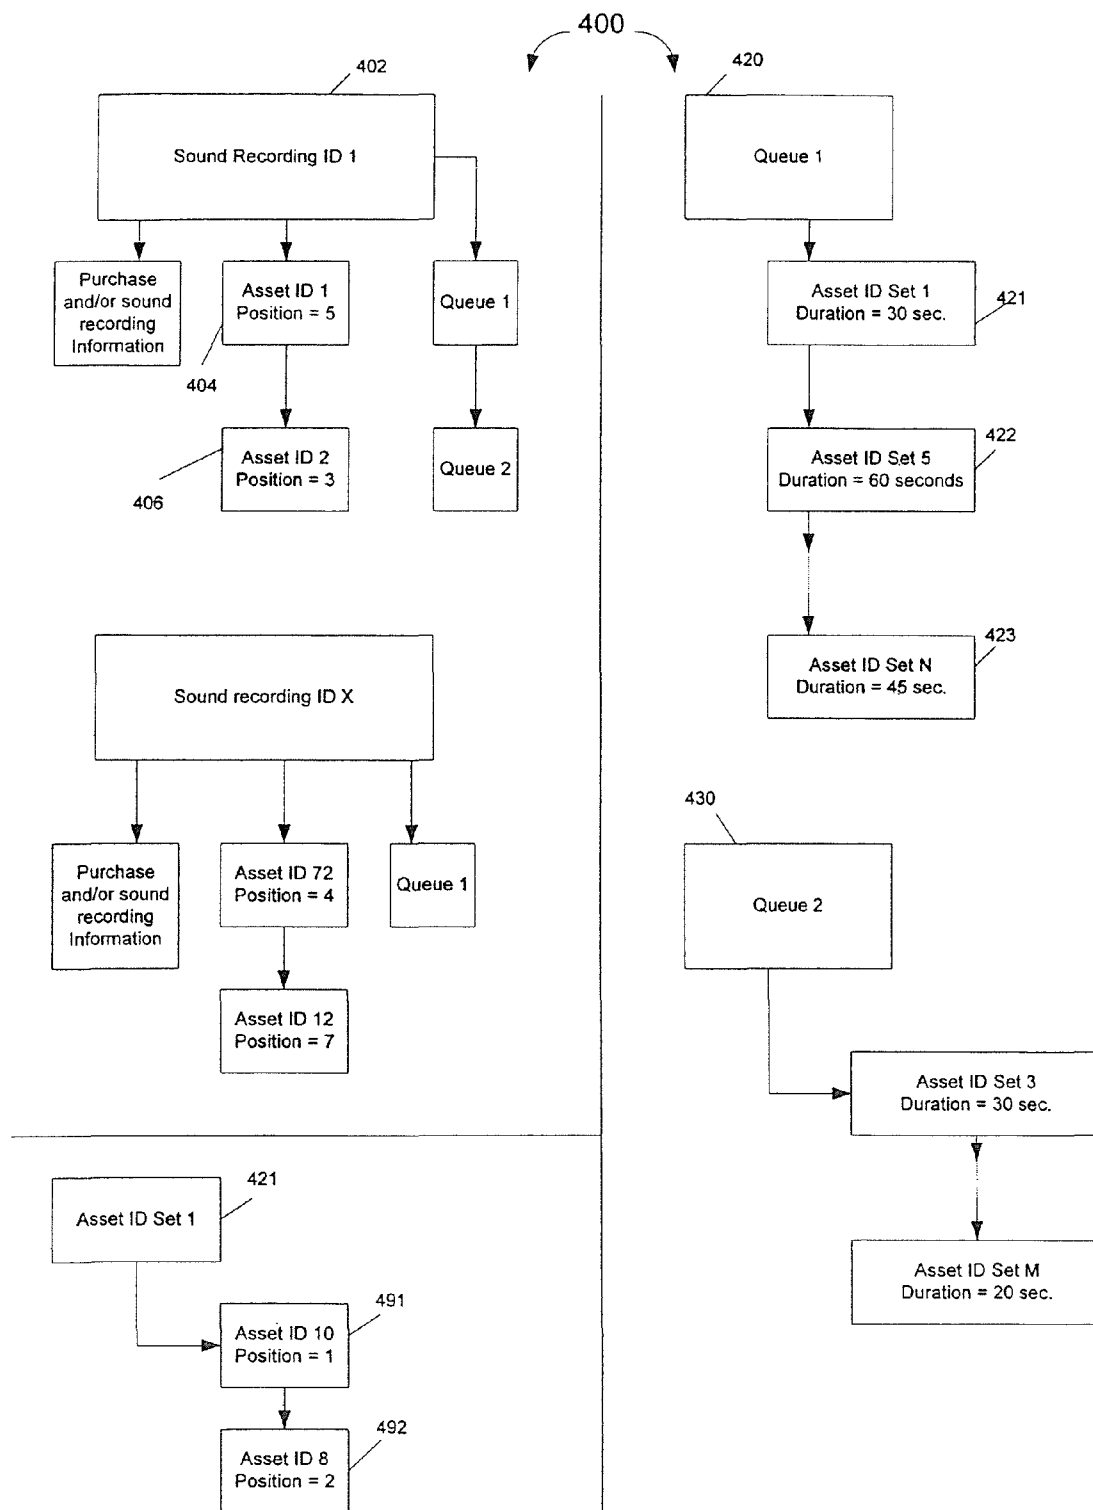 400
402
Sound Recording ID 1
Purchase
and/or sound
recording
Information
Asset ID 1
Position = 5
404
Queue 1
Asset ID 2
Position = 3
406
Queue 2
Sound recording ID X
Purchase
and/or sound
recording
Information
Asset ID 72
Position = 4
Queue 1
Asset ID 12
Position = 7
421
Asset ID Set 1
491
Asset ID 10
Position = 1
492
Asset ID 8
Position = 2
420
Queue 1
Asset ID Set 1
Duration = 30 sec.
421
Asset ID Set 5
Duration = 60 seconds
422
423
Asset ID Set N
Duration = 45 sec.
430
Queue 2
Asset ID Set 3
Duration = 30 sec.
Asset ID Set M
Duration = 20 sec.